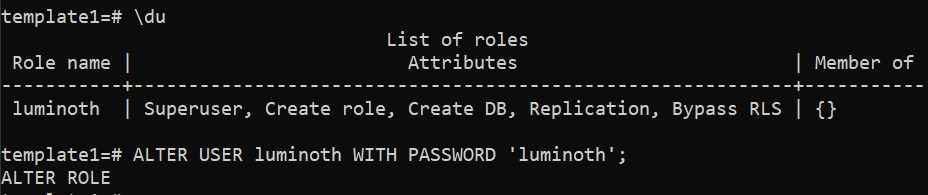 template1=# \du
List of roles
Role name | Attributes | Member of
-----------+------------------------------------------------------------+-----------
luminoth | Superuser, Create role, Create DB, Replication, Bypass RLS | {}
template1=# ALTER USER luminoth WITH PASSWORD 'luminoth';
ALTER ROLE